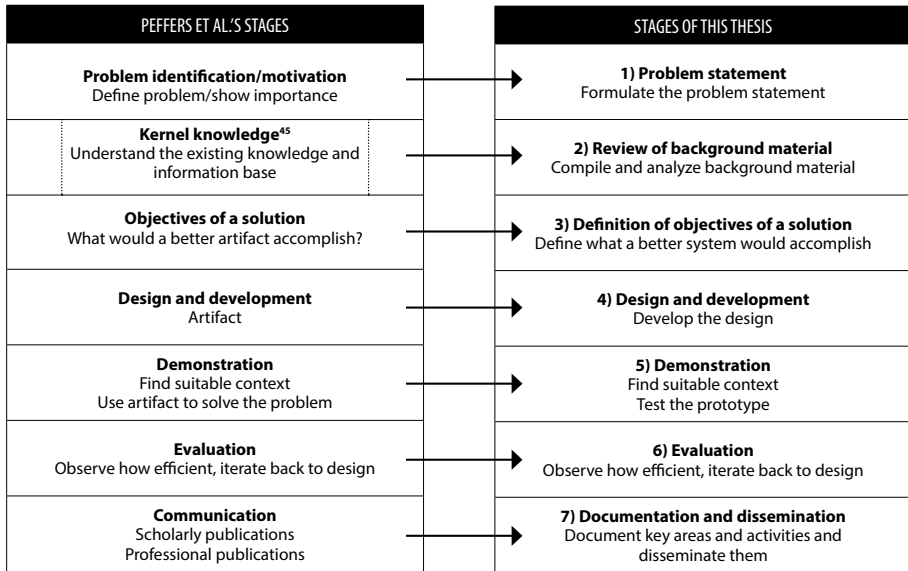 PEFFERS ET AL.'S STAGES
Problem identification/motivation
Define problem/show importance
Kernel knowledge⁴⁵
Understand the existing knowledge and
information base
Objectives of a solution
What would a better artifact accomplish?
Design and development
Artifact
Demonstration
Find suitable context
Use artifact to solve the problem
Evaluation
Observe how efficient, iterate back to design
Communication
Scholarly publications
Professional publications
STAGES OF THIS THESIS
1) Problem statement
Formulate the problem statement
2) Review of background material
Compile and analyze background material
3) Definition of objectives of a solution
Define what a better system would accomplish
4) Design and development
Develop the design
5) Demonstration
Find suitable context
Test the prototype
6) Evaluation
Observe how efficient, iterate back to design
7) Documentation and dissemination
Document key areas and activities and
disseminate them